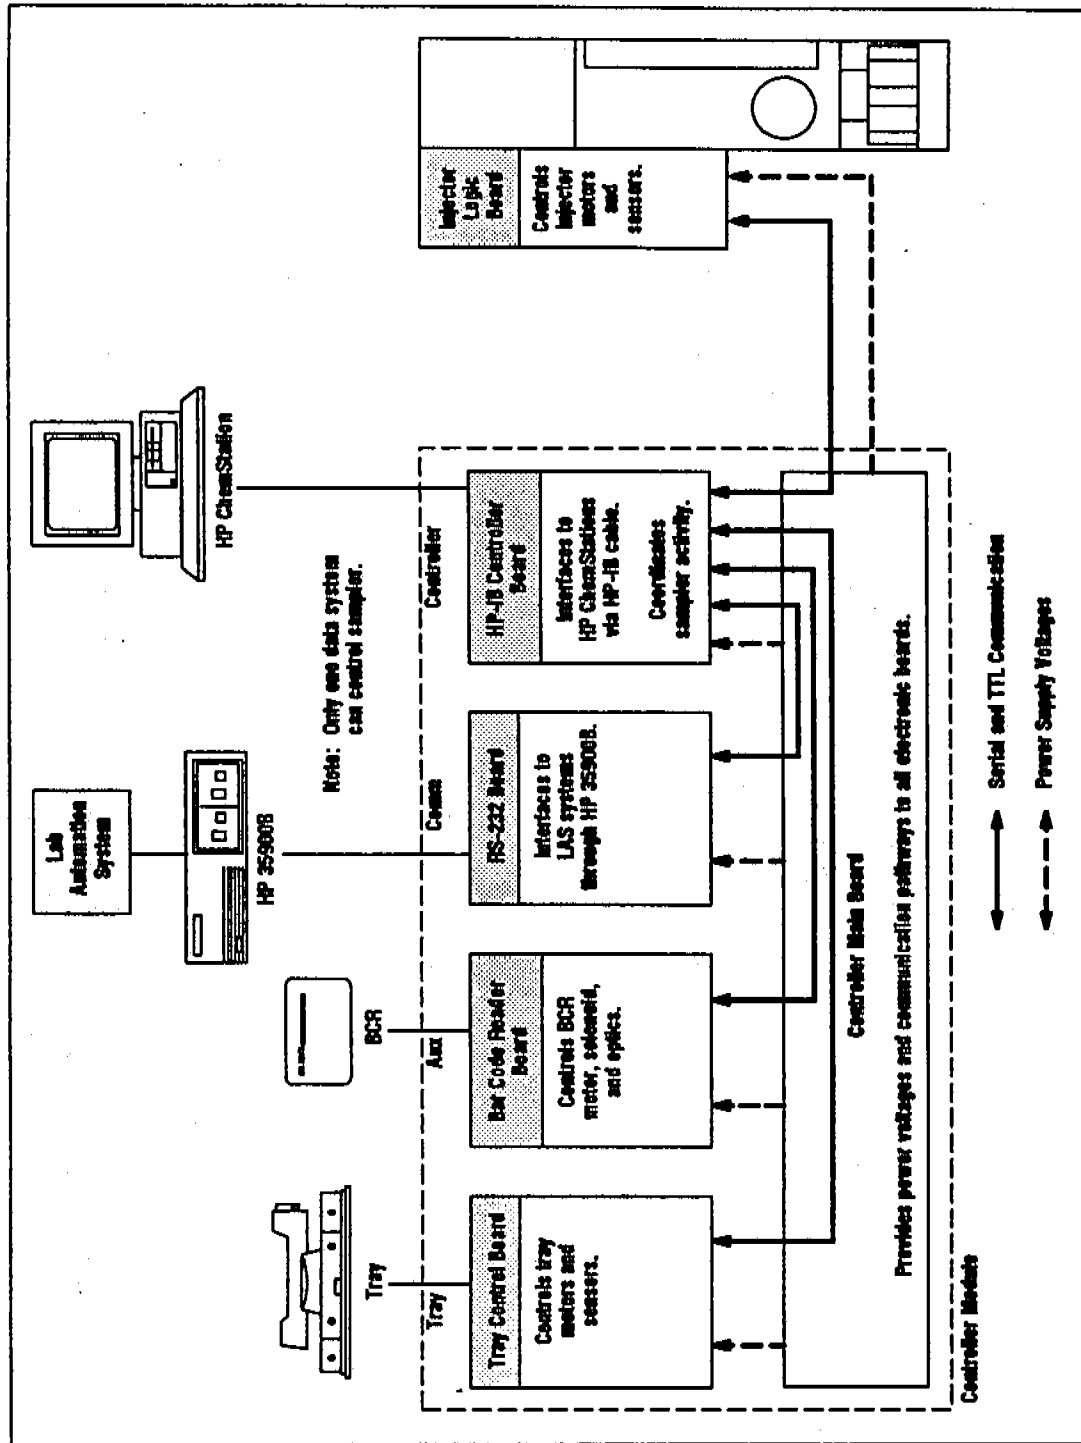 Lab
Automation
System
HP 35900B
HP ChemStation
Note: Only one data system
can control sampler.
Tray
BCR
Tray
Aux
Comm
Controller
Tray Control Board
Controls tray
motors and
sensors.
Bar Code Reader
Board
Controls BCR
motor, solenoid,
and optics.
RS-232 Board
Interfaces to
LAS systems
through HP 35900B.
HP-IB Controller
Board
Interfaces to
HP ChemStations
via HP-IB cable.
Coordinates
sampler activity.
Injector
Logic
Board
Controls
injector
motors
and
sensors.
Controller Main Board
Provides power voltages and communication pathways to all electronic boards.
Controller Module
Serial and TTL Communication
Power Supply Voltages